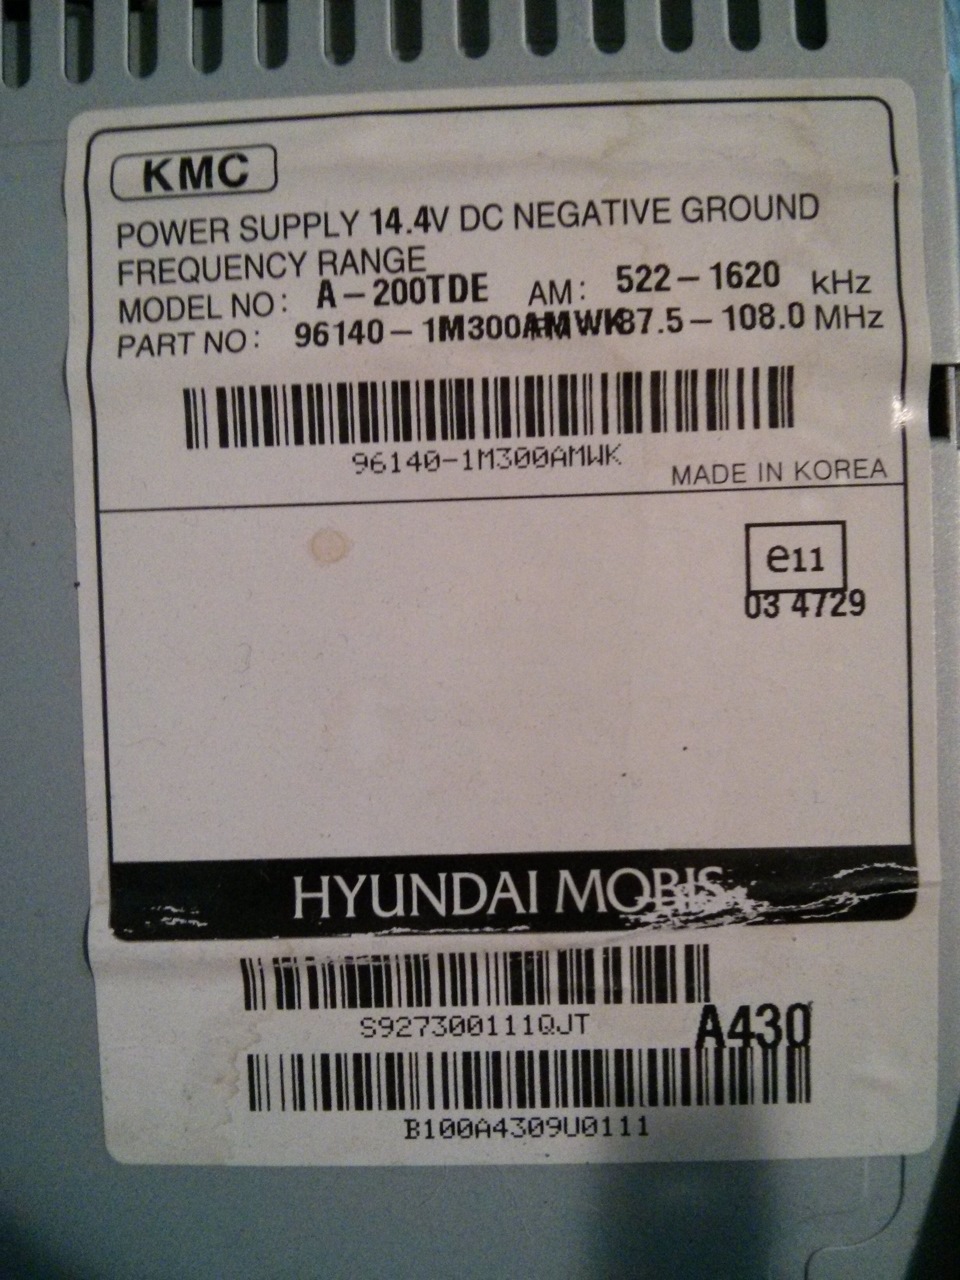 KMC
POWER SUPPLY 14.4V DC NEGATIVE GROUND
FREQUENCY RANGE
MODEL NO: A-200TDE AM: 522-1620 kHz
PART NO: 96140-1M300AMWK 87.5-108.0 MHz
96140-1M300AMWK
MADE IN KOREA
e11
03 4729
HYUNDAI MOBIS
S927300111QJT
A430
B100A4309U0111